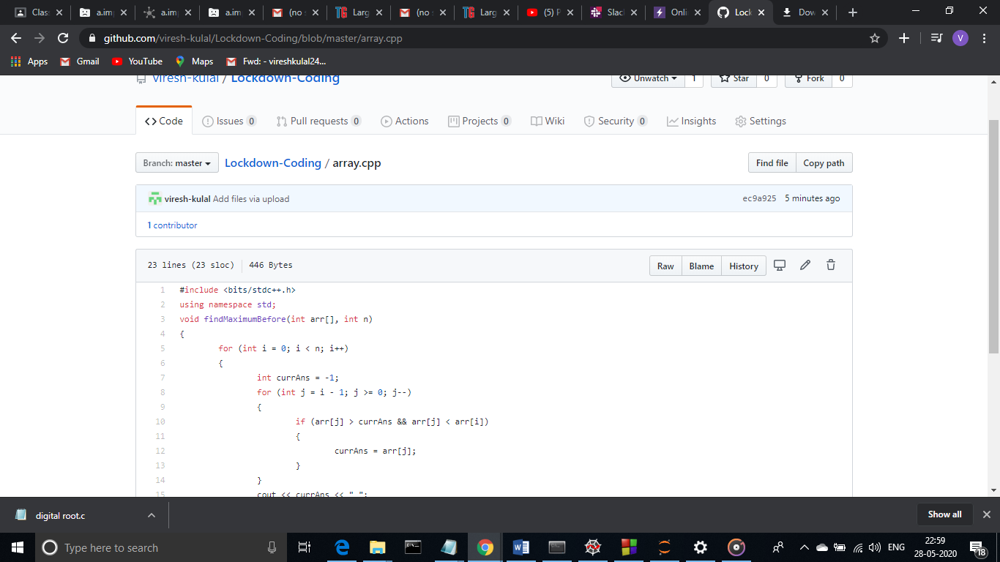 Class a.imp a.imp a.im (no s Larg (no s Larg (5) P Slac Onli Lock Dow
github.com/viresh-kulal/Lockdown-Coding/blob/master/array.cpp V
Apps Gmail YouTube Maps Fwd: - vireshkulal24...
viresh-kulal / Lockdown-Coding Unwatch 1 Star 0 Fork 0
Code Issues 0 Pull requests 0 Actions Projects 0 Wiki Security 0 Insights Settings
Branch: master Lockdown-Coding / array.cpp Find file Copy path
viresh-kulal Add files via upload ec9a925 5 minutes ago
1 contributor
23 lines (23 sloc) 446 Bytes Raw Blame History
1 #include <bits/stdc++.h>
2 using namespace std;
3 void findMaximumBefore(int arr[], int n)
4 {
5 for (int i = 0; i < n; i++)
6 {
7 int currAns = -1;
8 for (int j = i - 1; j >= 0; j--)
9 {
10 if (arr[j] > currAns && arr[j] < arr[i])
11 {
12 currAns = arr[j];
13 }
14 }
15 cout << currAns << " ";
digital root.c Show all
Type here to search ENG 22:59
28-05-2020 18